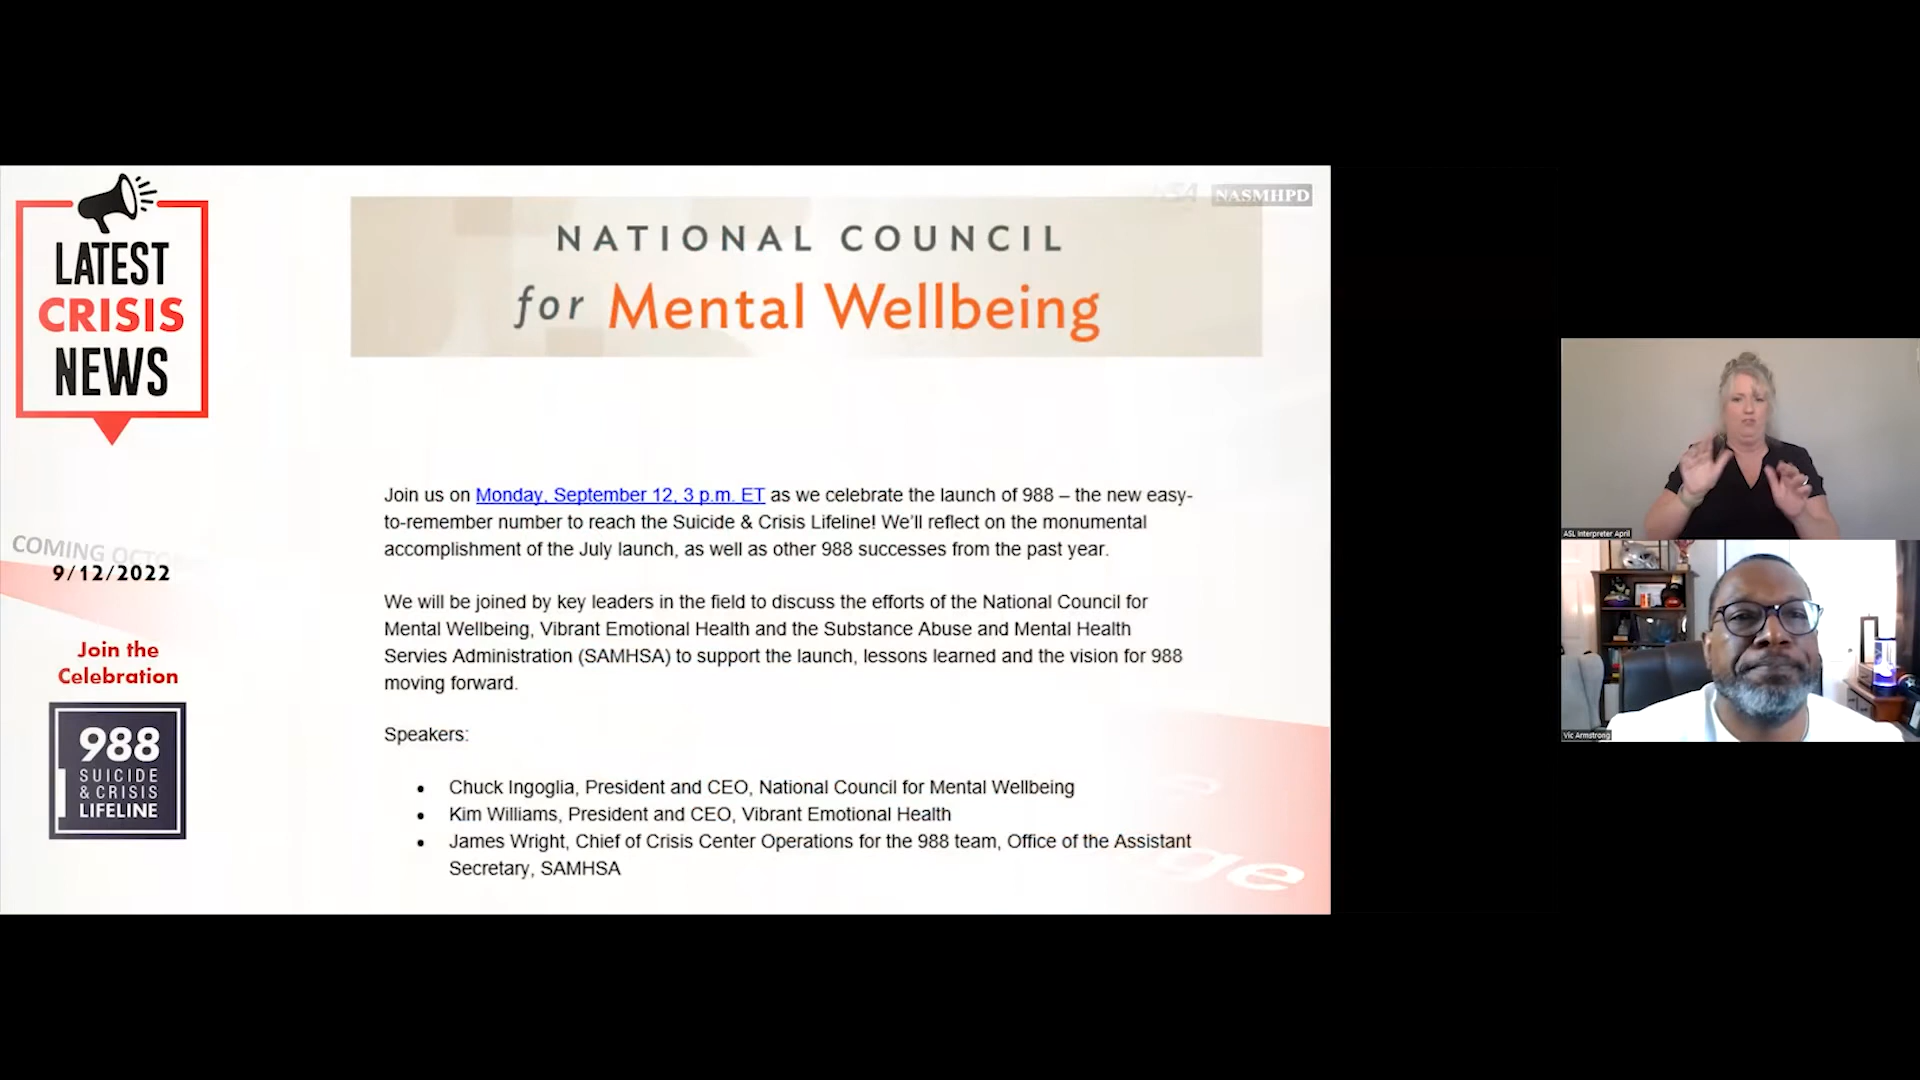 LATEST
CRISIS
NEWS
COMING OCTO
9/12/2022
Join the
Celebration
988
SUICIDE
& CRISIS
LIFELINE
NASMHPD
NATIONAL COUNCIL
for Mental Wellbeing
Join us on Monday, September 12, 3 p.m. ET as we celebrate the launch of 988 – the new easy-
to-remember number to reach the Suicide & Crisis Lifeline! We'll reflect on the monumental
accomplishment of the July launch, as well as other 988 successes from the past year.
We will be joined by key leaders in the field to discuss the efforts of the National Council for
Mental Wellbeing, Vibrant Emotional Health and the Substance Abuse and Mental Health
Servies Administration (SAMHSA) to support the launch, lessons learned and the vision for 988
moving forward.
Speakers:
• Chuck Ingoglia, President and CEO, National Council for Mental Wellbeing
• Kim Williams, President and CEO, Vibrant Emotional Health
• James Wright, Chief of Crisis Center Operations for the 988 team, Office of the Assistant
Secretary, SAMHSA
ASL Interpreter April
Vic Armstrong